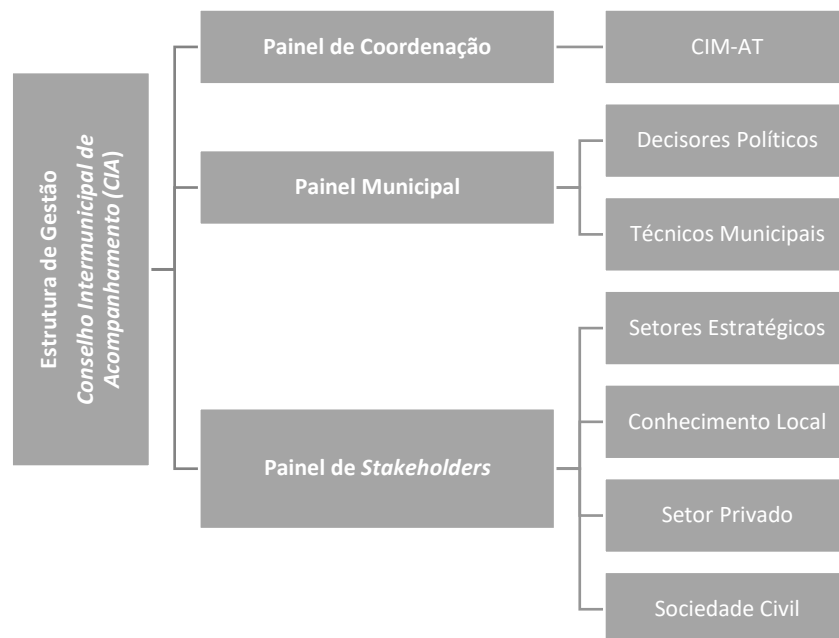 Estrutura de Gestão
Conselho Intermunicipal de
Acompanhamento (CIA)
Painel de Coordenação
CIM-AT
Painel Municipal
Decisores Políticos
Técnicos Municipais
Painel de Stakeholders
Setores Estratégicos
Conhecimento Local
Setor Privado
Sociedade Civil